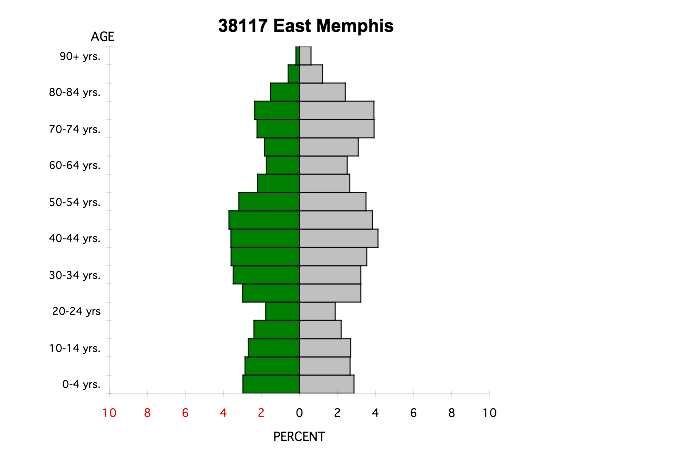 38117 East Memphis
AGE
90+ yrs.
80-84 yrs.
70-74 yrs.
60-64 yrs.
50-54 yrs.
40-44 yrs.
30-34 yrs.
20-24 yrs
10-14 yrs.
0-4 yrs.
10 8 6 4 2 0 2 4 6 8 10
PERCENT